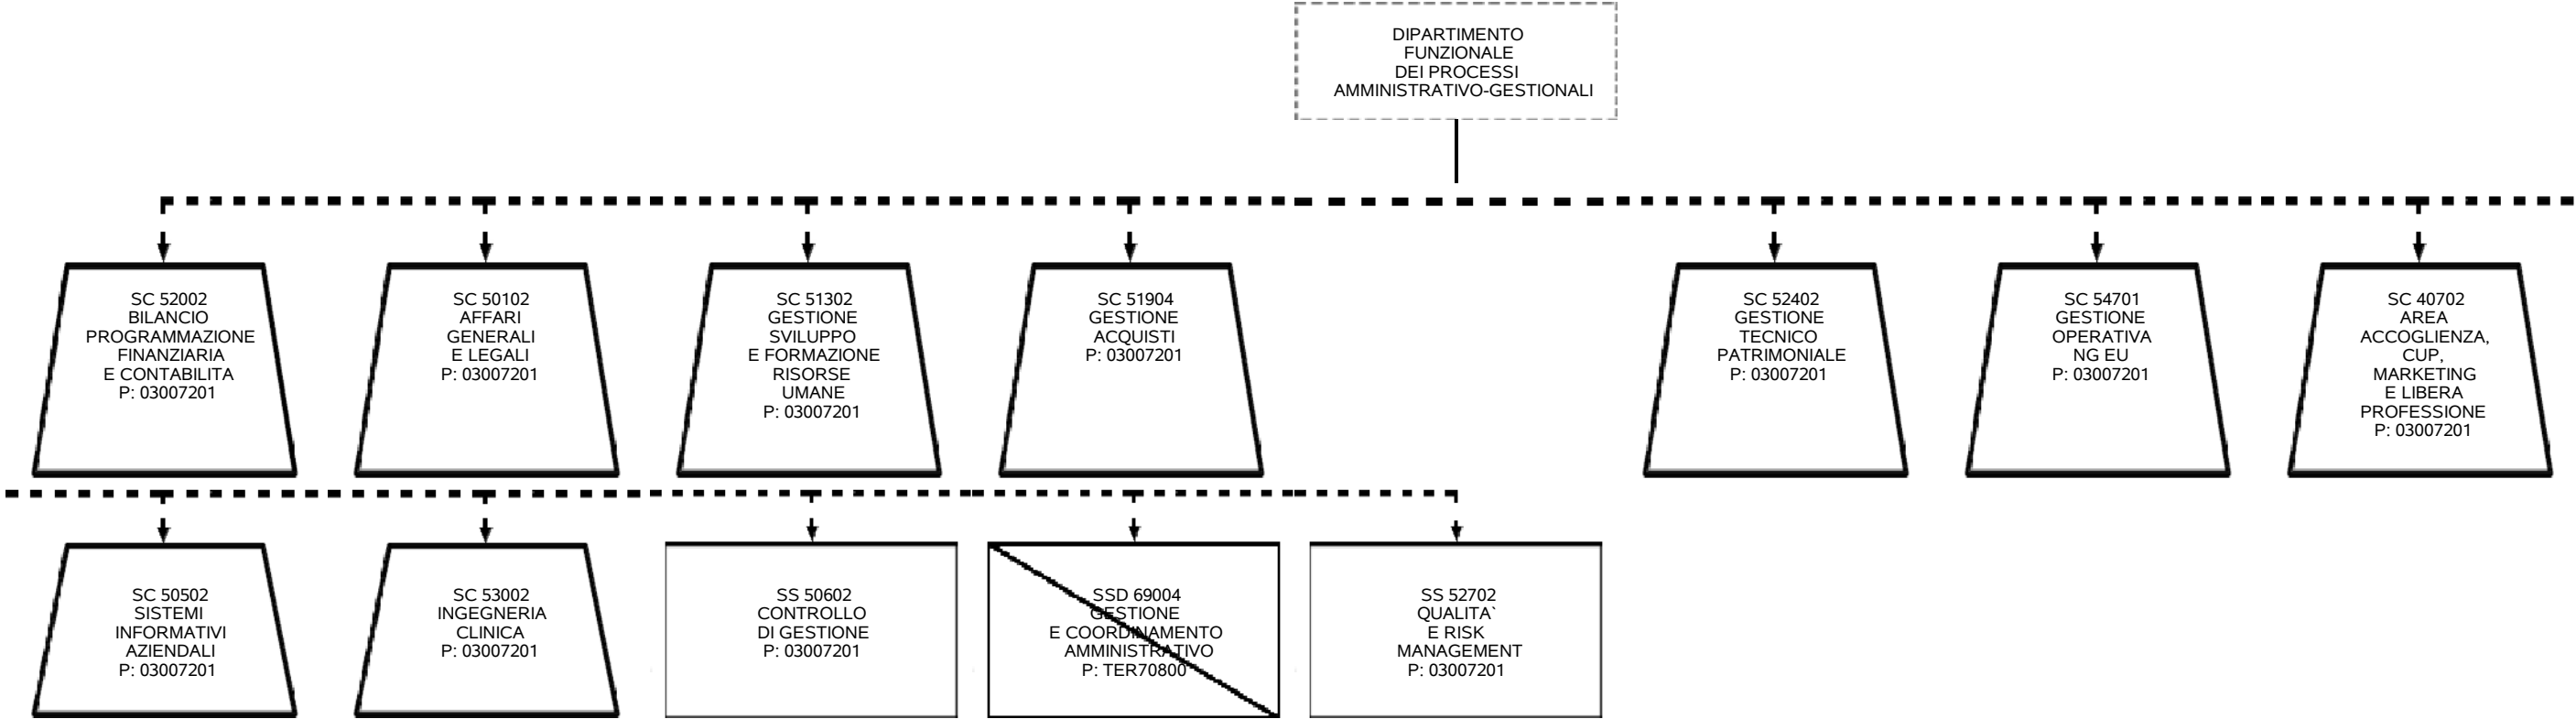 DIPARTIMENTO
FUNZIONALE
DEI PROCESSI
AMMINISTRATIVO-GESTIONALI
SC 52002
BILANCIO
PROGRAMMAZIONE
FINANZIARIA
E CONTABILITA
P: 03007201
SC 50102
AFFARI
GENERALI
E LEGALI
P: 03007201
SC 51302
GESTIONE
SVILUPPO
E FORMAZIONE
RISORSE
UMANE
P: 03007201
SC 51904
GESTIONE
ACQUISTI
P: 03007201
SC 52402
GESTIONE
TECNICO
PATRIMONIALE
P: 03007201
SC 54701
GESTIONE
OPERATIVA
NG EU
P: 03007201
SC 40702
AREA
ACCOGLIENZA,
CUP,
MARKETING
E LIBERA
PROFESSIONE
P: 03007201
SC 50502
SISTEMI
INFORMATIVI
AZIENDALI
P: 03007201
SC 53002
INGEGNERIA
CLINICA
P: 03007201
SS 50602
CONTROLLO
DI GESTIONE
P: 03007201
SSD 69004
GESTIONE
E COORDINAMENTO
AMMINISTRATIVO
P: TER70800
SS 52702
QUALITA`
E RISK
MANAGEMENT
P: 03007201